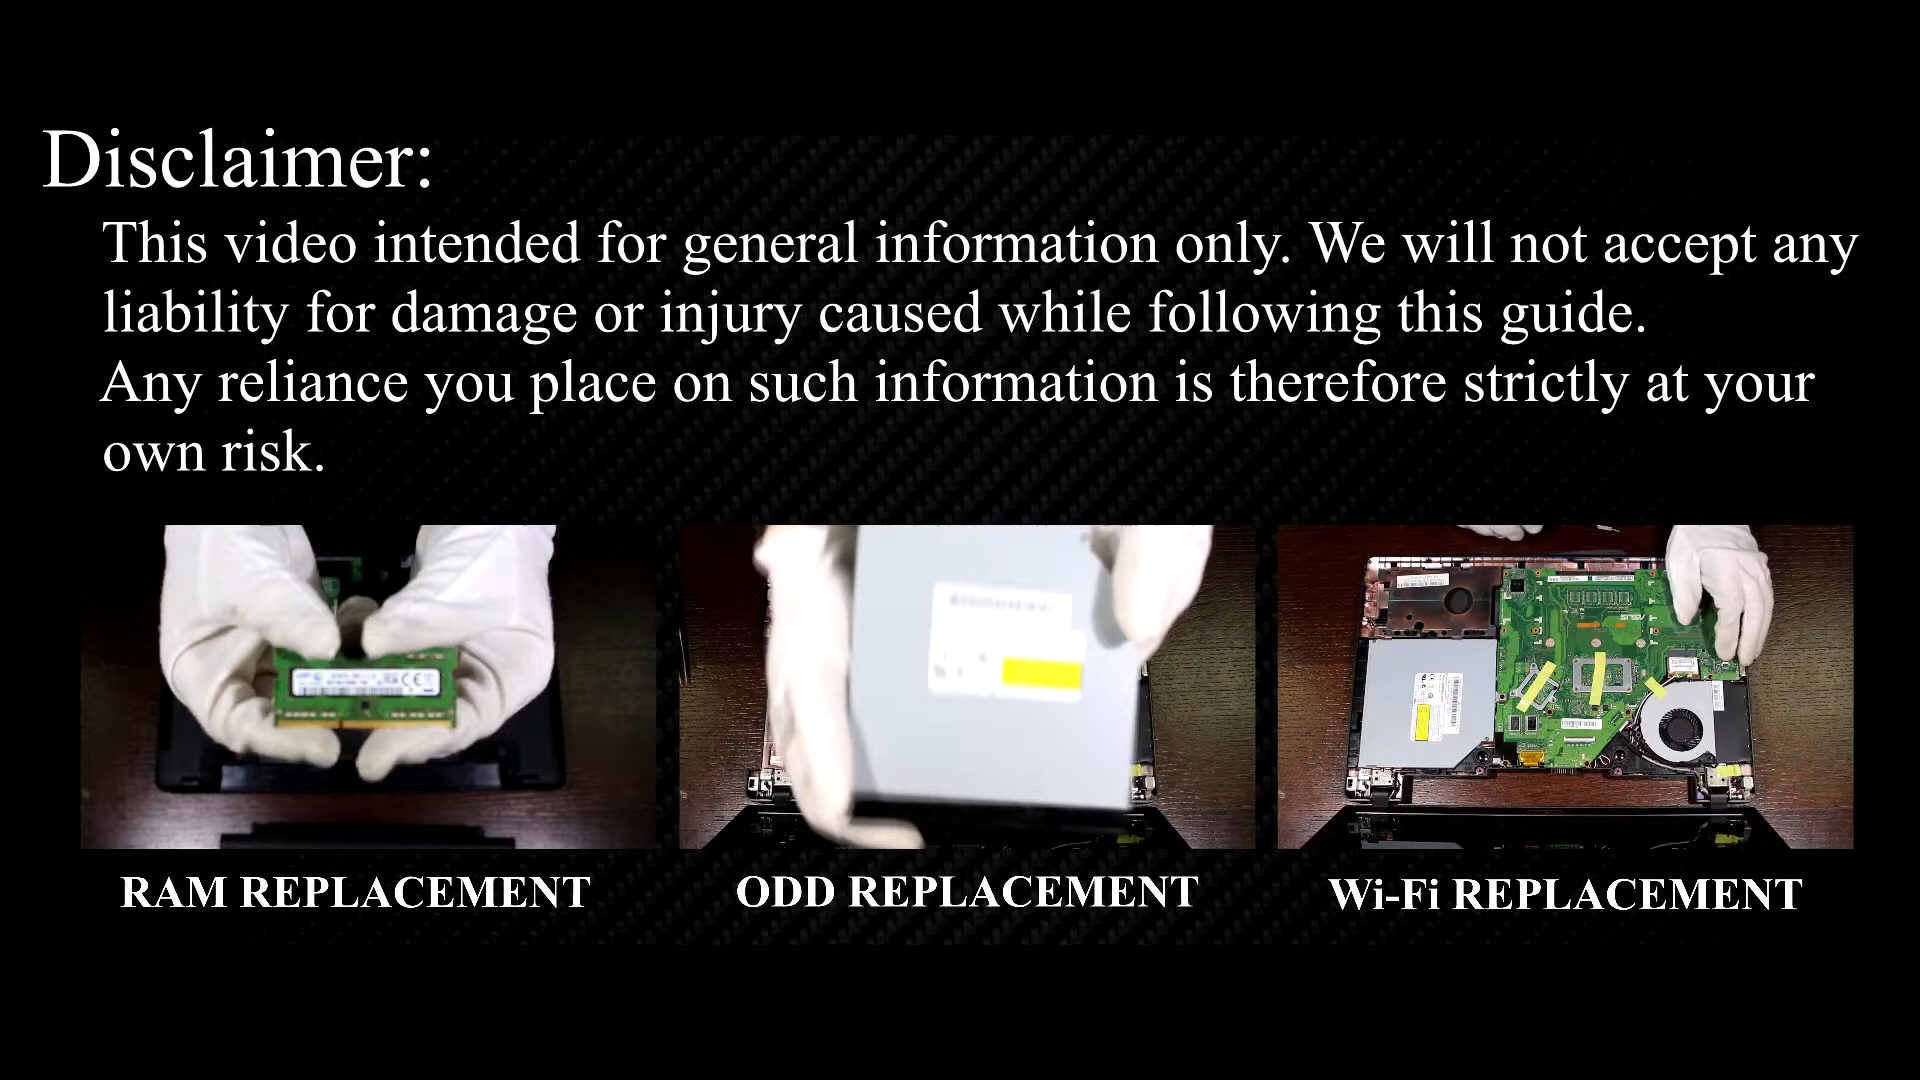 Disclaimer:
This video intended for general information only. We will not accept any
liability for damage or injury caused while following this guide.
Any reliance you place on such information is therefore strictly at your
own risk.
RAM REPLACEMENT
ODD REPLACEMENT
Wi-Fi REPLACEMENT